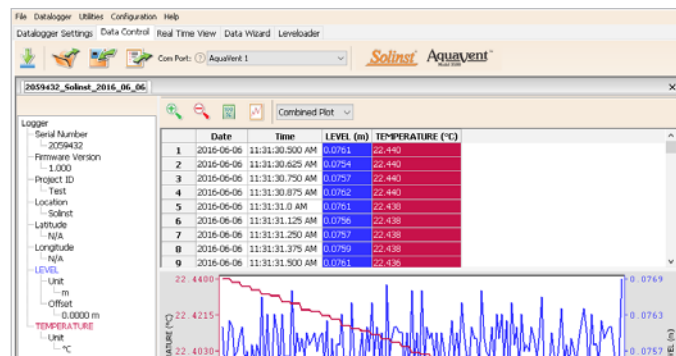 File Datalogger Utilities Configuration Help
Datalogger Settings Data Control Real Time View Data Wizard Leveloader
Com Port: ? AquaVent 1
Solinst AquaVent
2059432_Solinst_2016_06_06 ×
Combined Plot
Logger
Serial Number
2059432
Firmware Version
1.000
Project ID
Test
Location
Solinst
Latitude
N/A
Longitude
N/A
LEVEL
Unit
m
Offset
0.0000 m
TEMPERATURE
Unit
°C
Date Time LEVEL (m) TEMPERATURE (°C)
1 2016-06-06 11:31:30.500 AM 0.0761 22.440
2 2016-06-06 11:31:30.625 AM 0.0754 22.440
3 2016-06-06 11:31:30.750 AM 0.0757 22.440
4 2016-06-06 11:31:30.875 AM 0.0762 22.440
5 2016-06-06 11:31:31.0 AM 0.0761 22.438
6 2016-06-06 11:31:31.125 AM 0.0756 22.438
7 2016-06-06 11:31:31.250 AM 0.0757 22.438
8 2016-06-06 11:31:31.375 AM 0.0759 22.438
9 2016-06-06 11:31:31.500 AM 0.0761 22.436
22.4400 0.0769
22.4215 0.0763
22.4030 0.0757
(°C)
(m)